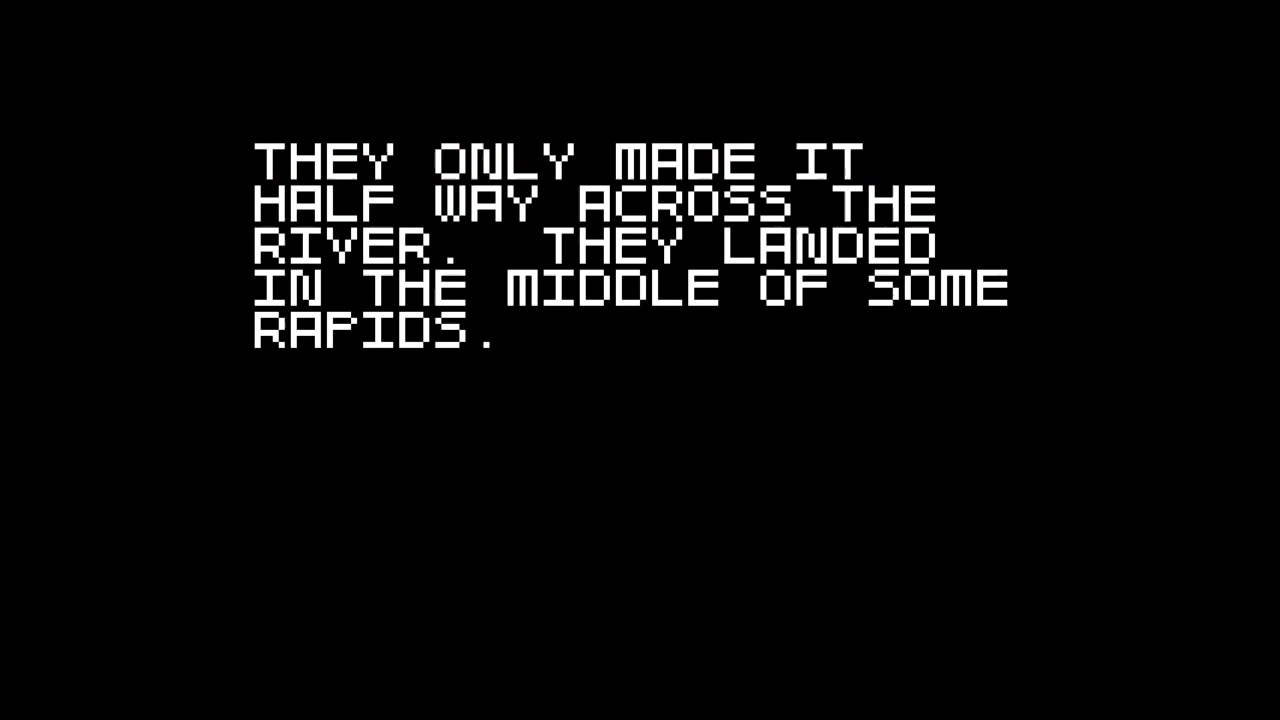 THEY ONLY MADE IT
HALF WAY ACROSS THE
RIVER.  THEY LANDED
IN THE MIDDLE OF SOME
RAPIDS.